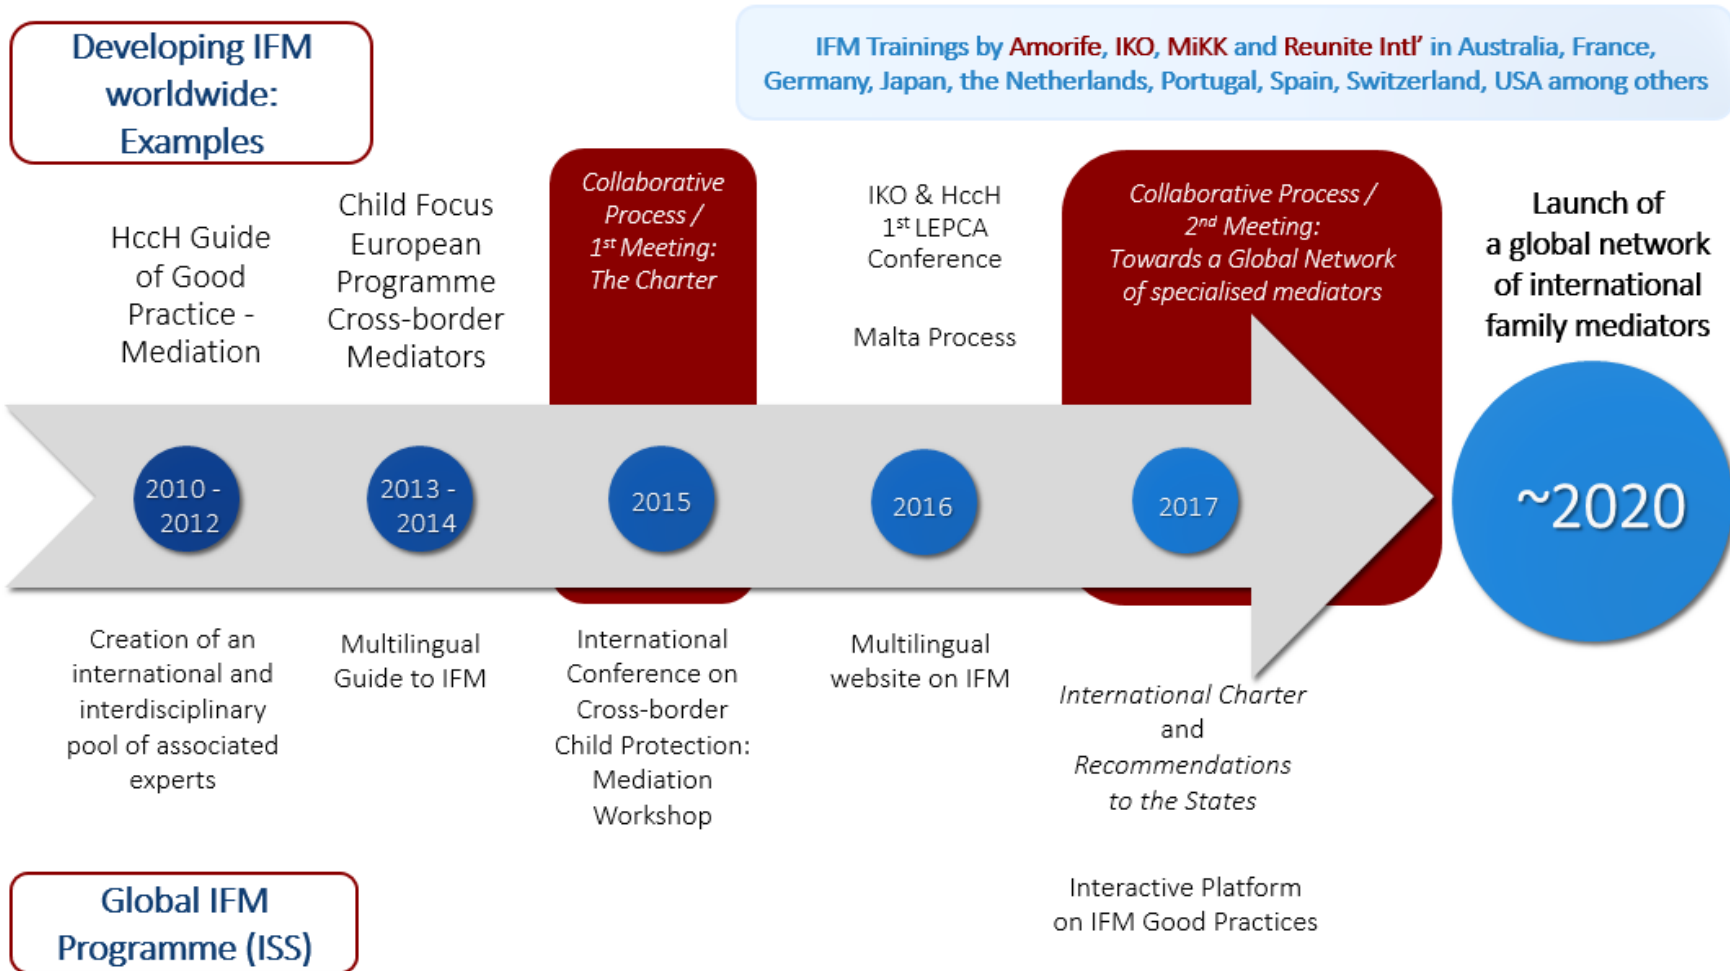 Developing IFM
worldwide:
Examples
IFM Trainings by Amorife, IKO, MiKK and Reunite Intl' in Australia, France,
Germany, Japan, the Netherlands, Portugal, Spain, Switzerland, USA among others
HccH Guide
of Good
Practice -
Mediation
Child Focus
European
Programme
Cross-border
Mediators
Collaborative
Process /
1st Meeting:
The Charter
IKO & HccH
1st LEPCA
Conference
Malta Process
Collaborative Process /
2nd Meeting:
Towards a Global Network
of specialised mediators
Launch of
a global network
of international
family mediators
2010 -
2012
2013 -
2014
2015
2016
2017
~2020
Creation of an
international and
interdisciplinary
pool of associated
experts
Multilingual
Guide to IFM
International
Conference on
Cross-border
Child Protection:
Mediation
Workshop
Multilingual
website on IFM
International Charter
and
Recommendations
to the States
Interactive Platform
on IFM Good Practices
Global IFM
Programme (ISS)